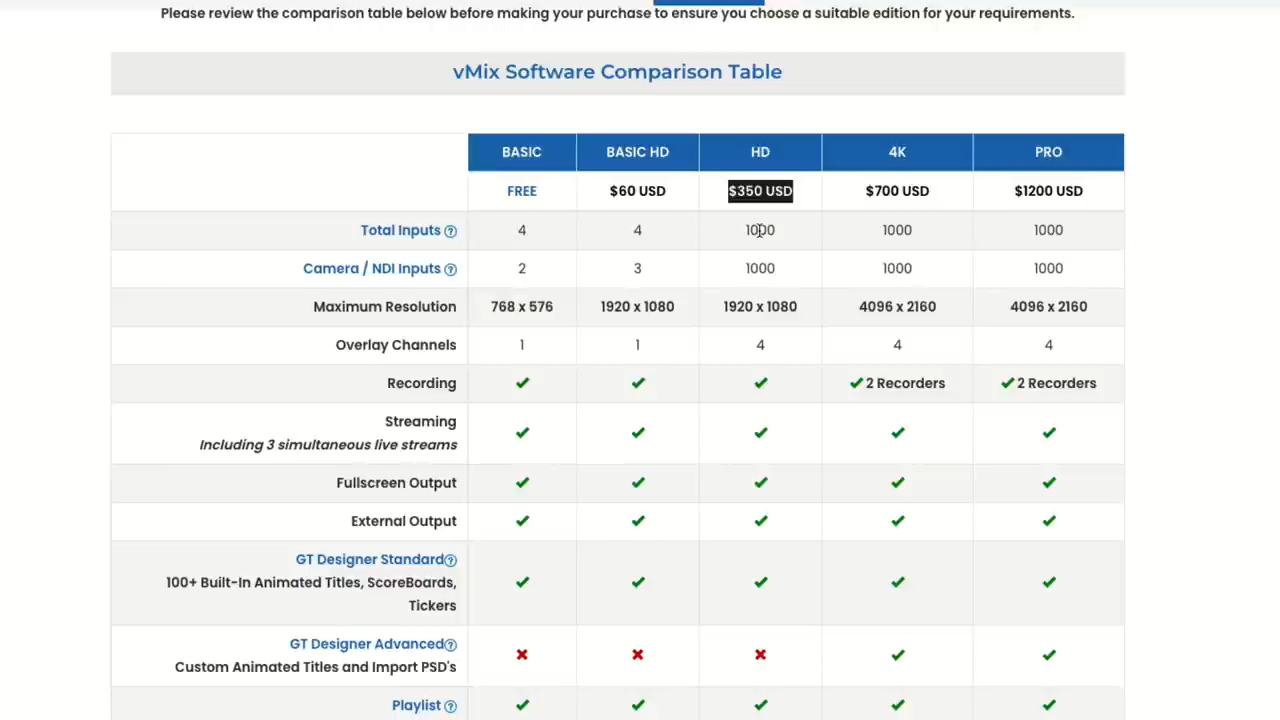 Please review the comparison table below before making your purchase to ensure you choose a suitable edition for your requirements.
vMix Software Comparison Table
BASIC BASIC HD HD 4K PRO
FREE $60 USD $350 USD $700 USD $1200 USD
Total Inputs 4 4 1000 1000 1000
Camera / NDI Inputs 2 3 1000 1000 1000
Maximum Resolution 768 x 576 1920 x 1080 1920 x 1080 4096 x 2160 4096 x 2160
Overlay Channels 1 1 4 4 4
Recording 2 Recorders 2 Recorders
Streaming
Including 3 simultaneous live streams
Fullscreen Output
External Output
GT Designer Standard
100+ Built-In Animated Titles, ScoreBoards,
Tickers
GT Designer Advanced
Custom Animated Titles and Import PSD's
Playlist